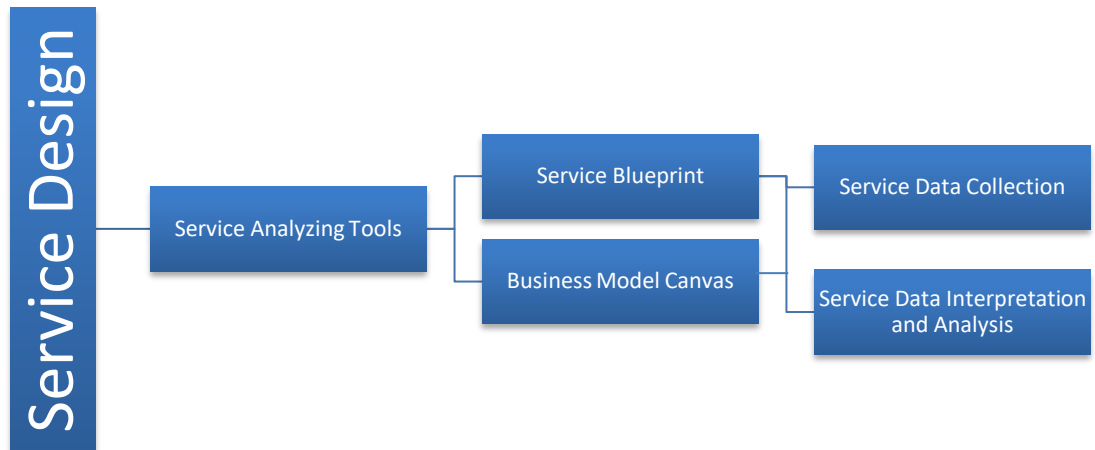 Service Design
Service Analyzing Tools
Service Blueprint
Business Model Canvas
Service Data Collection
Service Data Interpretation
and Analysis